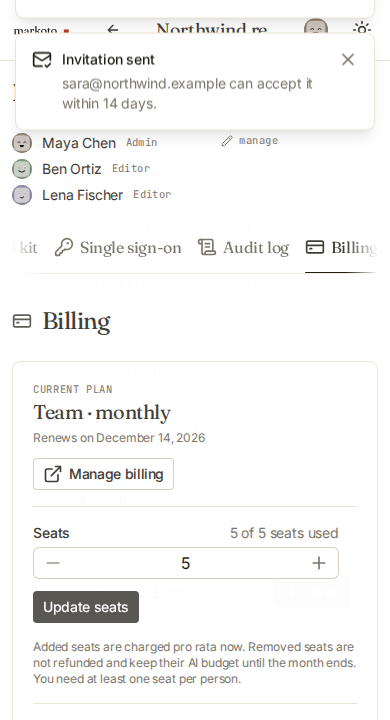 markoto
Northwind re
Invitation sent
sara@northwind.example can accept it
within 14 days.
Maya Chen Admin
manage
Ben Ortiz Editor
Lena Fischer Editor
kit Single sign-on Audit log Billing
Billing
CURRENT PLAN
Team · monthly
Renews on December 14, 2026
Manage billing
Seats 5 of 5 seats used
5
Update seats
Added seats are charged pro rata now. Removed seats are
not refunded and keep their AI budget until the month ends.
You need at least one seat per person.